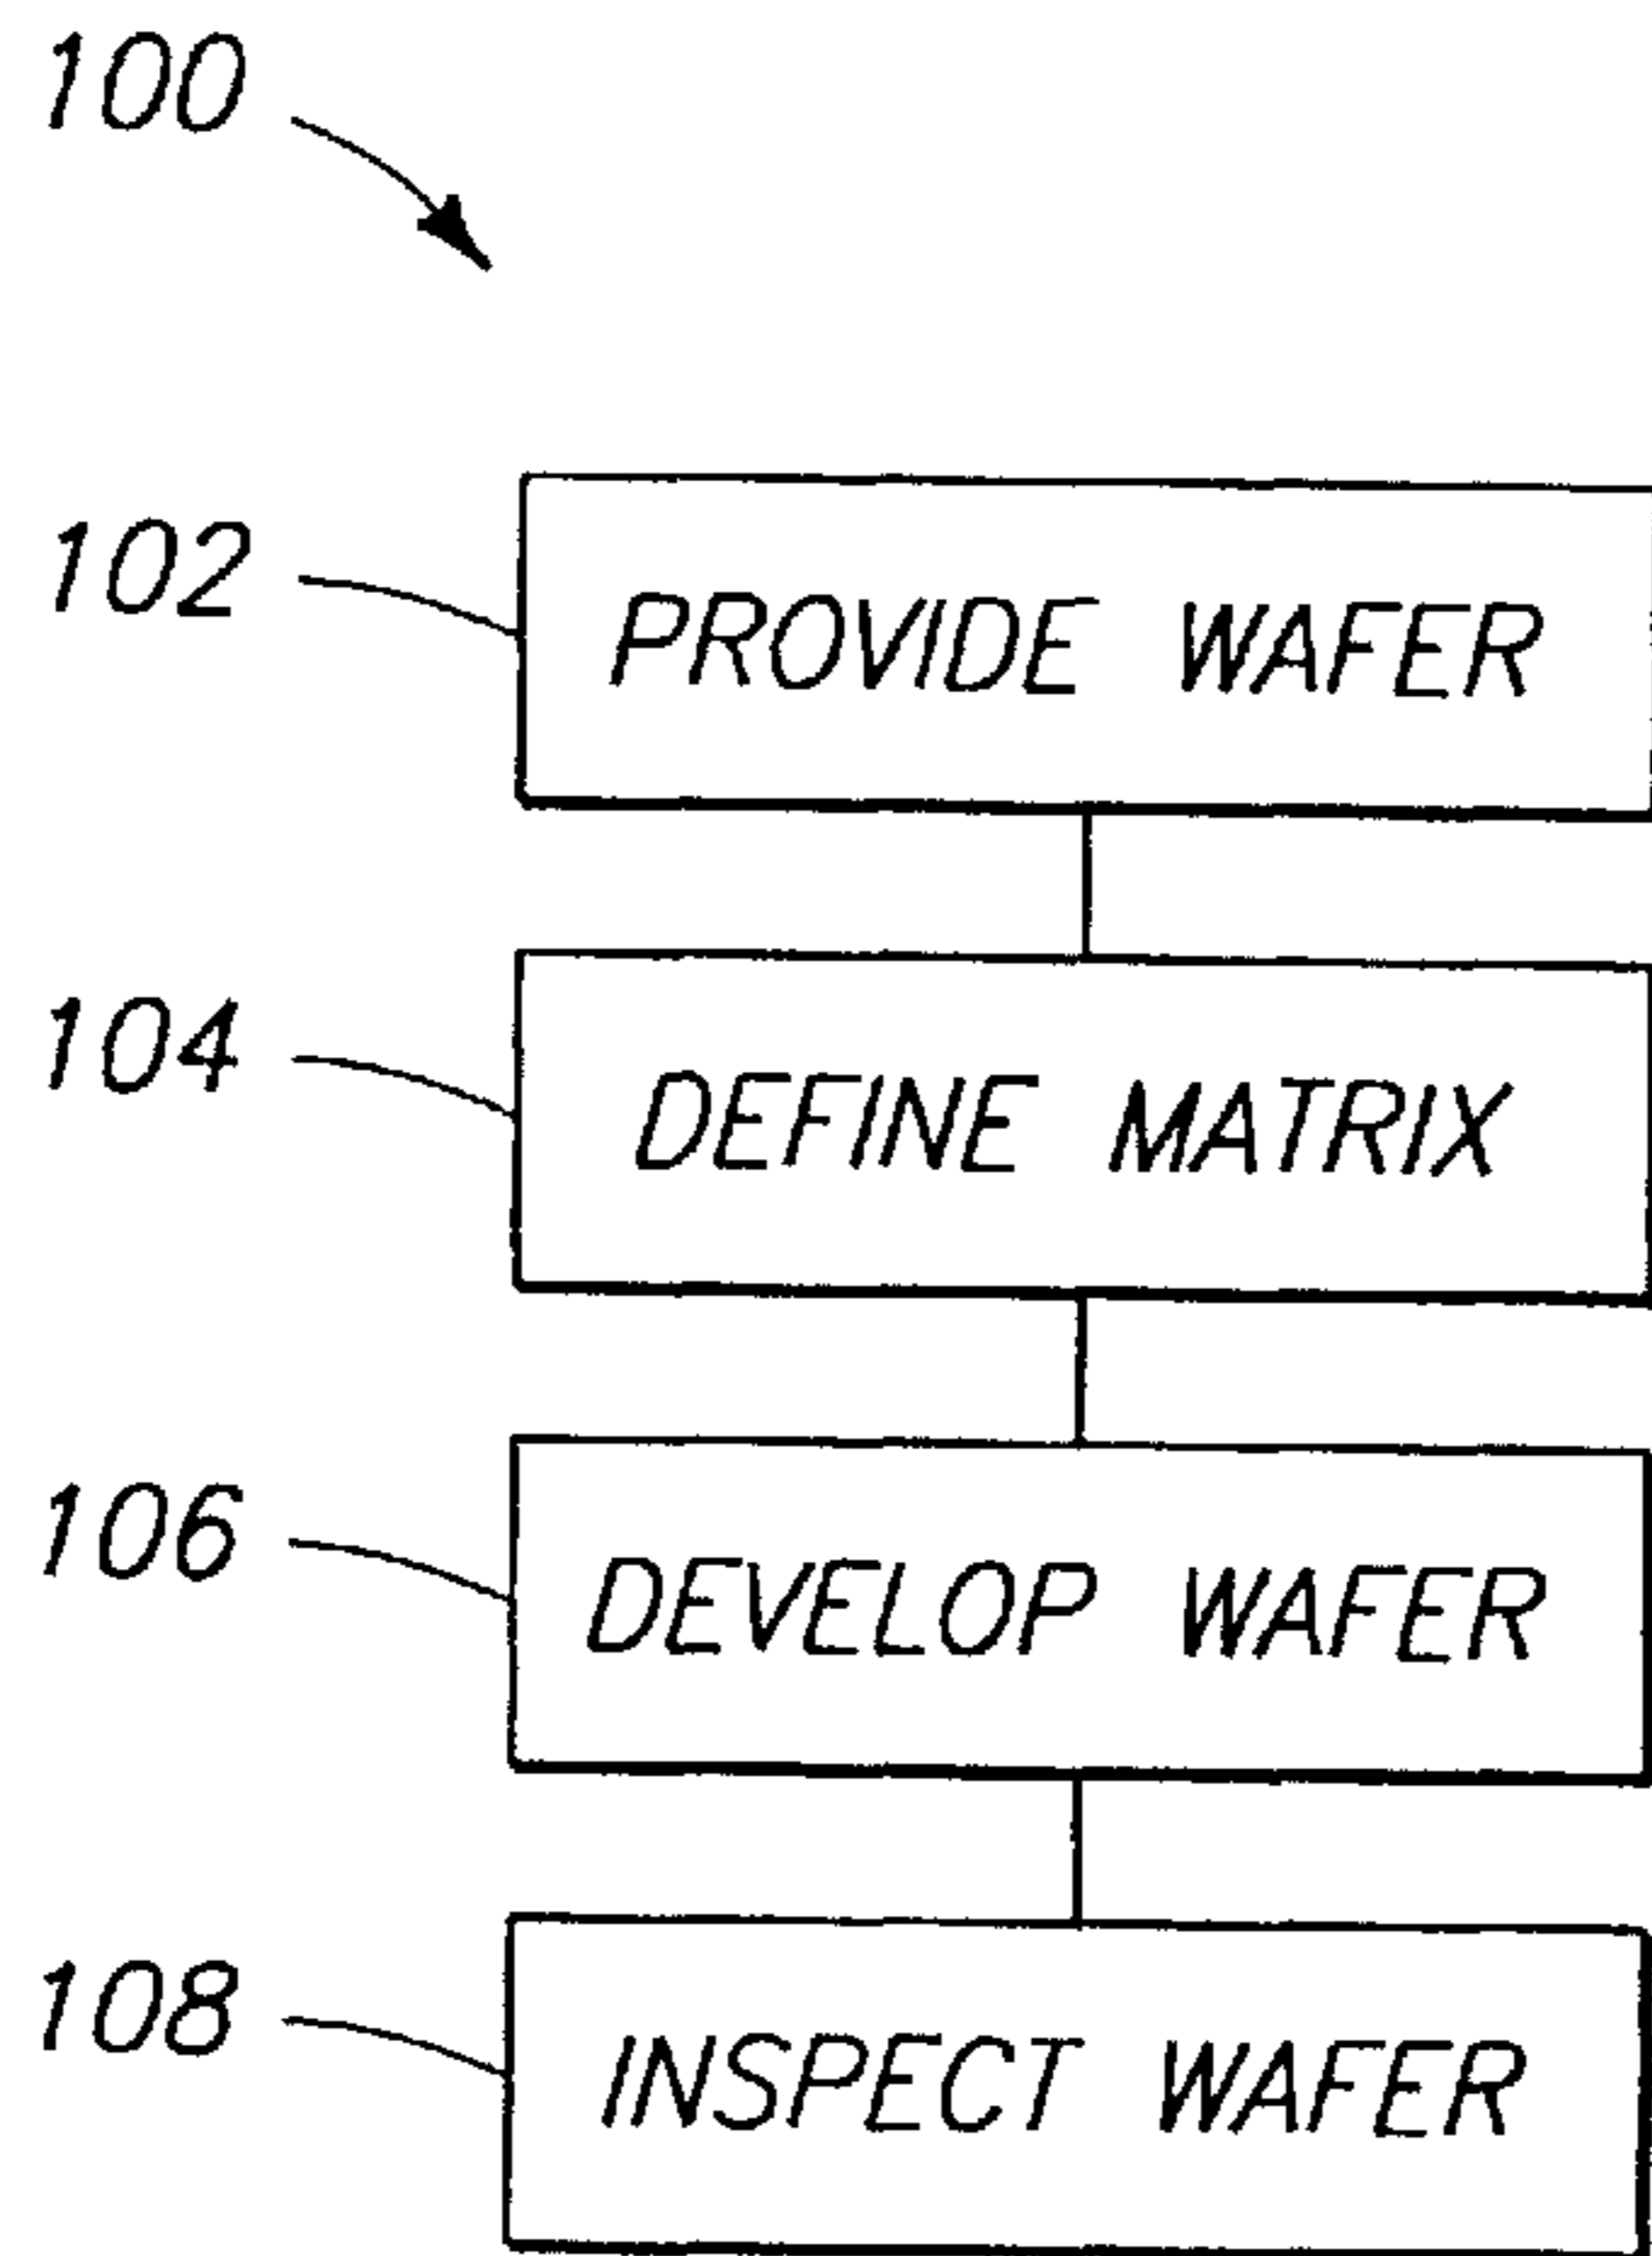 100
102 PROVIDE WAFER
104 DEFINE MATRIX
106 DEVELOP WAFER
108 INSPECT WAFER